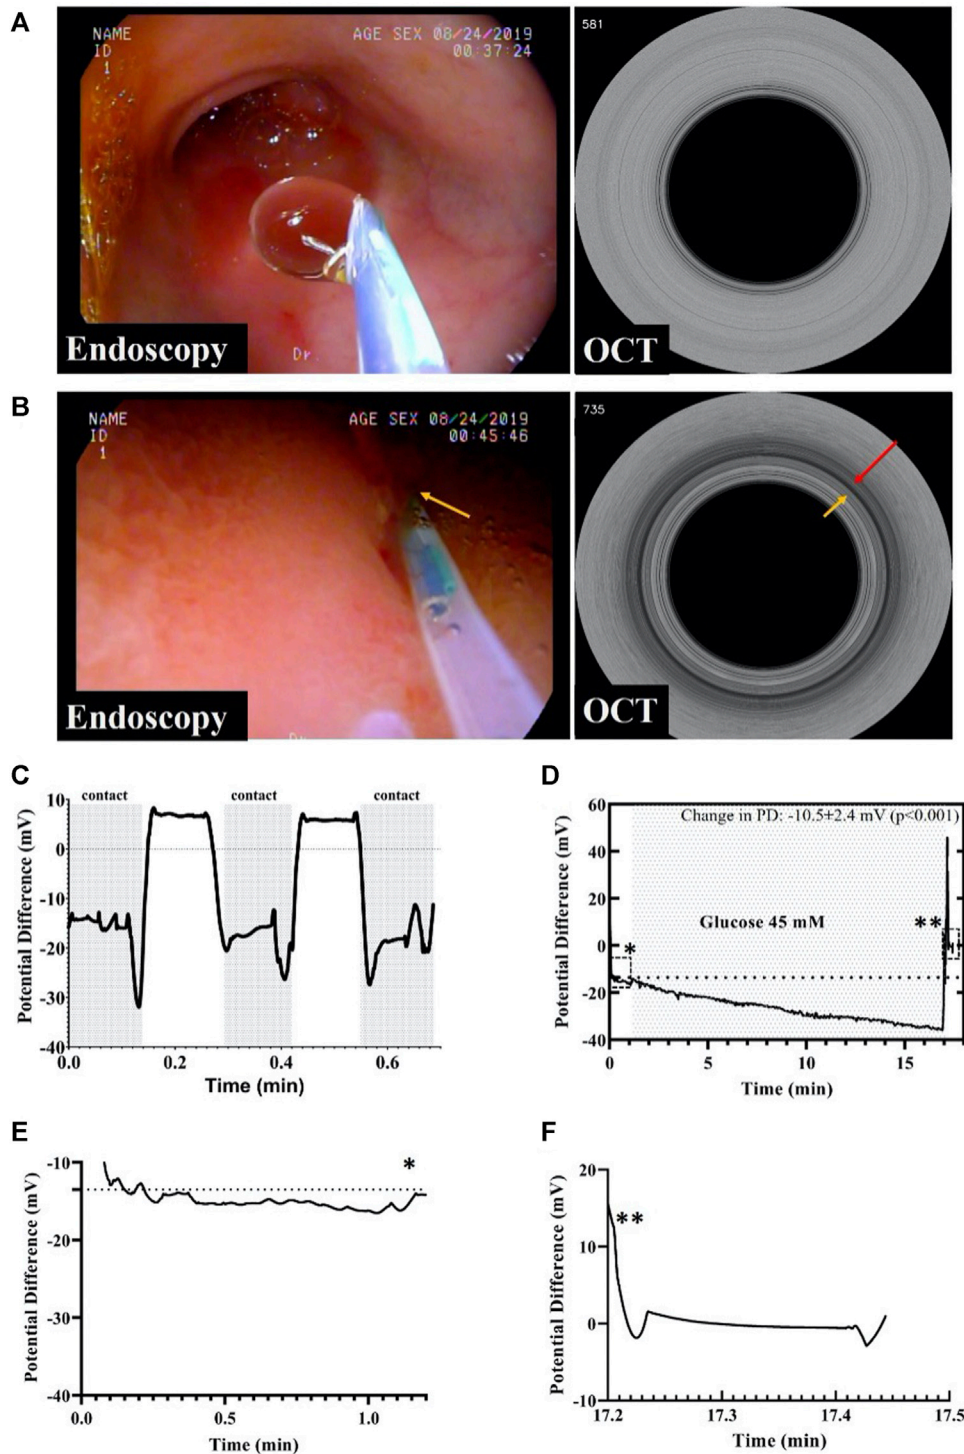 A
NAME
ID
1
AGE SEX 08/24/2019
00:37:24
Dr.
Endoscopy
581
OCT
B
NAME
ID
1
AGE SEX 08/24/2019
00:45:46
Endoscopy
735
OCT
C
contact contact contact
Potential Difference (mV)
10
0
-10
-20
-30
-40
0.0 0.2 0.4 0.6
Time (min)
D
Change in PD: -10.5±2.4 mV (p<0.001)
Glucose 45 mM
*
**
Potential Difference (mV)
60
40
20
0
-20
-40
0 5 10 15
Time (min)
E
*
Potential Difference (mV)
-10
-20
-30
-40
0.0 0.5 1.0
Time (min)
F
**
Potential Difference (mV)
20
10
0
-10
17.2 17.3 17.4 17.5
Time (min)